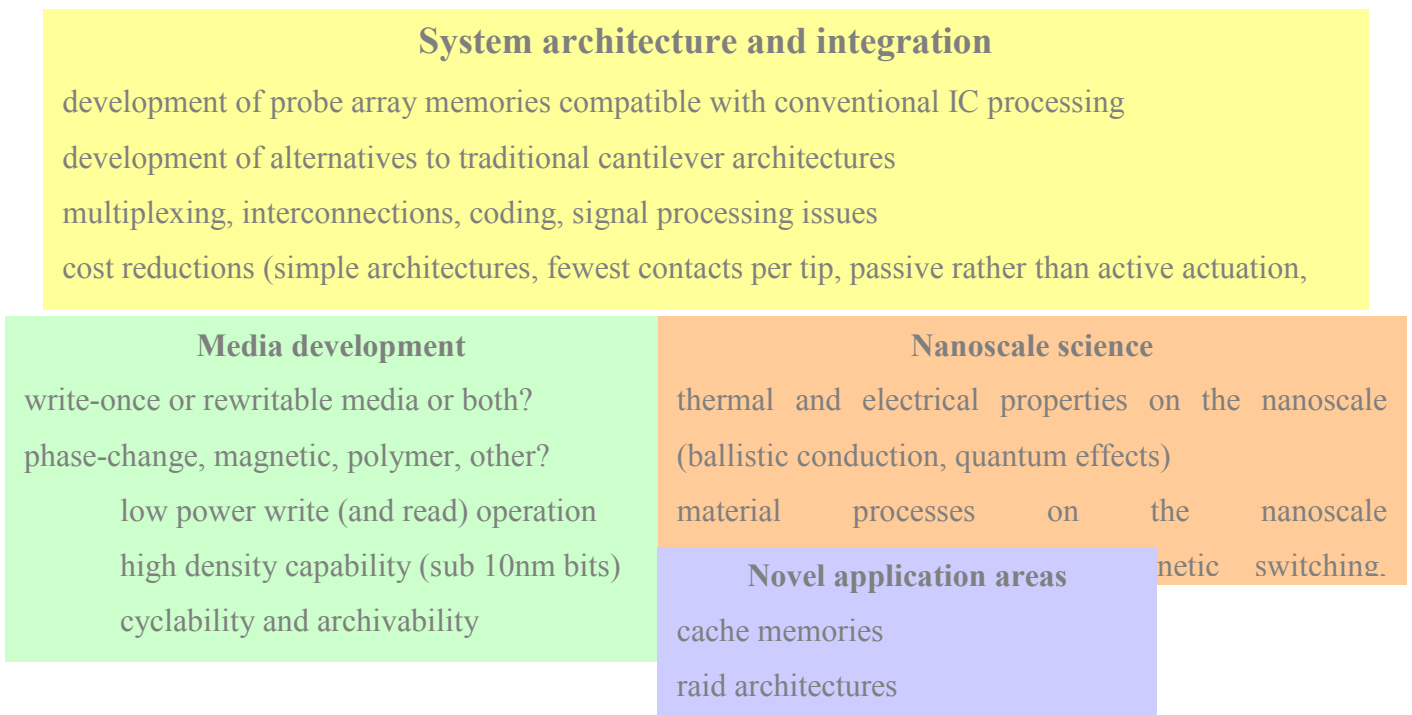 System architecture and integration
development of probe array memories compatible with conventional IC processing
development of alternatives to traditional cantilever architectures
multiplexing, interconnections, coding, signal processing issues
cost reductions (simple architectures, fewest contacts per tip, passive rather than active actuation,
Media development
write-once or rewritable media or both?
phase-change, magnetic, polymer, other?
low power write (and read) operation
high density capability (sub 10nm bits)
cyclability and archivability
Nanoscale science
thermal and electrical properties on the nanoscale
(ballistic conduction, quantum effects)
material processes on the nanoscale
netic switching,
Novel application areas
cache memories
raid architectures